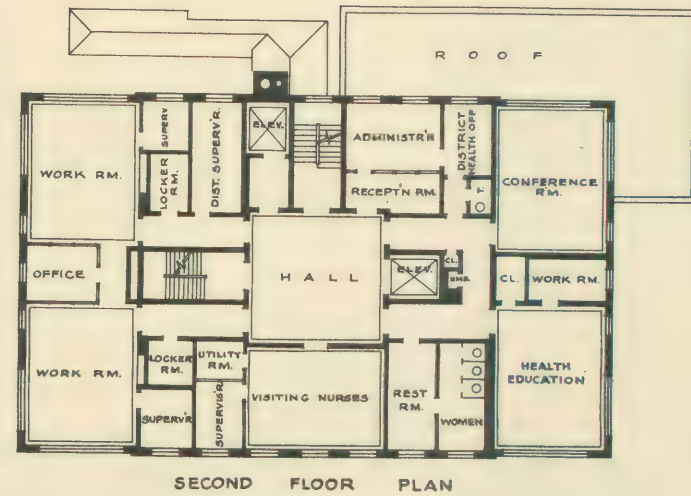 ROOF
WORK RM.
SUPERV
LOCKER RM.
DIST. SUPERV'R.
ELEV.
ADMINISTR'R
RECEPT'N RM.
DISTRICT HEALTH OFF
T.
CONFERENCE RM.
OFFICE
HALL
ELEV.
CL.
CL.
WORK RM.
WORK RM.
LOCKER RM.
UTILITY RM.
SUPERV'R
SUPERVIS'R.
VISITING NURSES
REST RM.
WOMEN
HEALTH EDUCATION
SECOND FLOOR PLAN